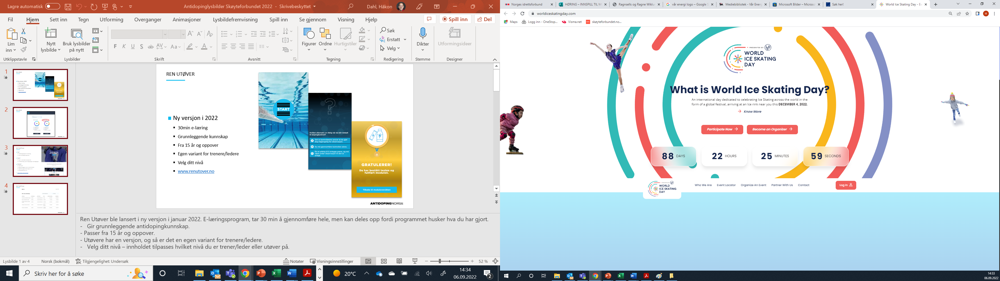 Lagre automatisk
Antidopinglysbilder Skøyteforbundet 2022 - Skrivebeskyttet
Dahl, Håkon
Fil Hjem Sett inn Tegn Utforming Overganger Animasjoner Lysbildefremvisning Spill inn Se gjennom Visning Hjelp
Spill inn Del
Lim inn
Nytt lysbilde
Bruk lysbilder på nytt
F K U S ab AV Aa A
Figurer Ordne Hurtigstiler
Søk
Erstatt
Velg
Dikter
Utformingsideer
Utklippstavle Lysbilder Skrift Avsnitt Tegning Redigering Stemme Designer
1
2
3
4
REN UTØVER
Ny versjon i 2022
30min e-læring
Grunnleggende kunnskap
Fra 15 år og oppover
Egen variant for trenere/ledere
Velg ditt nivå
www.renutover.no
START
?
Hvilket alternativ er riktig når du blir innkalt til dopingkontroll?
A Det er kontrollørens ansvar at du gjør deg tilgjengelig for observasjon.
B Du må gjennomføre kontrollen alene.
C Du er pliktig til å avlegge prøve, og må være under observasjon til den er avlagt.
GRATULERER!
Du har bestått testen og
fullført modulen.
Tilbake til moduloversikten
ANTIDOPINGNORGE
Ren Utøver ble lansert i ny versjon i januar 2022. E-læringsprogram, tar 30 min å gjennomføre hele, men kan deles opp fordi programmet husker hva du har gjort.
- Gir grunnleggende antidopingkunnskap.
- Passer fra 15 år og oppover.
- Utøvere har en versjon, og så er det en egen variant for trenere/ledere.
- Velg ditt nivå – innholdet tilpasses hvilket nivå du er trener/leder eller utøver på.
Lysbilde 1 av 4 Norsk (bokmål) Tilgjengelighet: Undersøk
Notater Visningsinnstillinger 52 %
Skriv her for å søke
20°C
14:34
06.09.2022
2
Norges idrettsforbund
HØRING – INNSPILL TIL M
Ragnsells og Ragne Wiklu
vår energi logo – Google S
Mediebibliotek ‹ Vår Energ
Microsoft Bilder – Microso
Søk her!
World Ice Skating Day - Ev
worldiceskatingday.com
H
Maps Logg inn - OneStop... Visma.net skøyteforbundet.no...
PRESENTED BY ISU
WORLD
ICE SKATING
DAY
What is World Ice Skating Day?
An international day dedicated to celebrating Ice Skating across the world in the
form of a global festival, arriving at an Ice rink near you this DECEMBER 4, 2022.
Know More
Participate Now
Become an Organizer
88 DAYS 22 HOURS 25 MINUTES 59 SECONDS
WORLD
ICE SKATING
DAY
Who We Are Event Locator Organize An Event Partner With Us Contact
Log In
14:33
06.09.2022